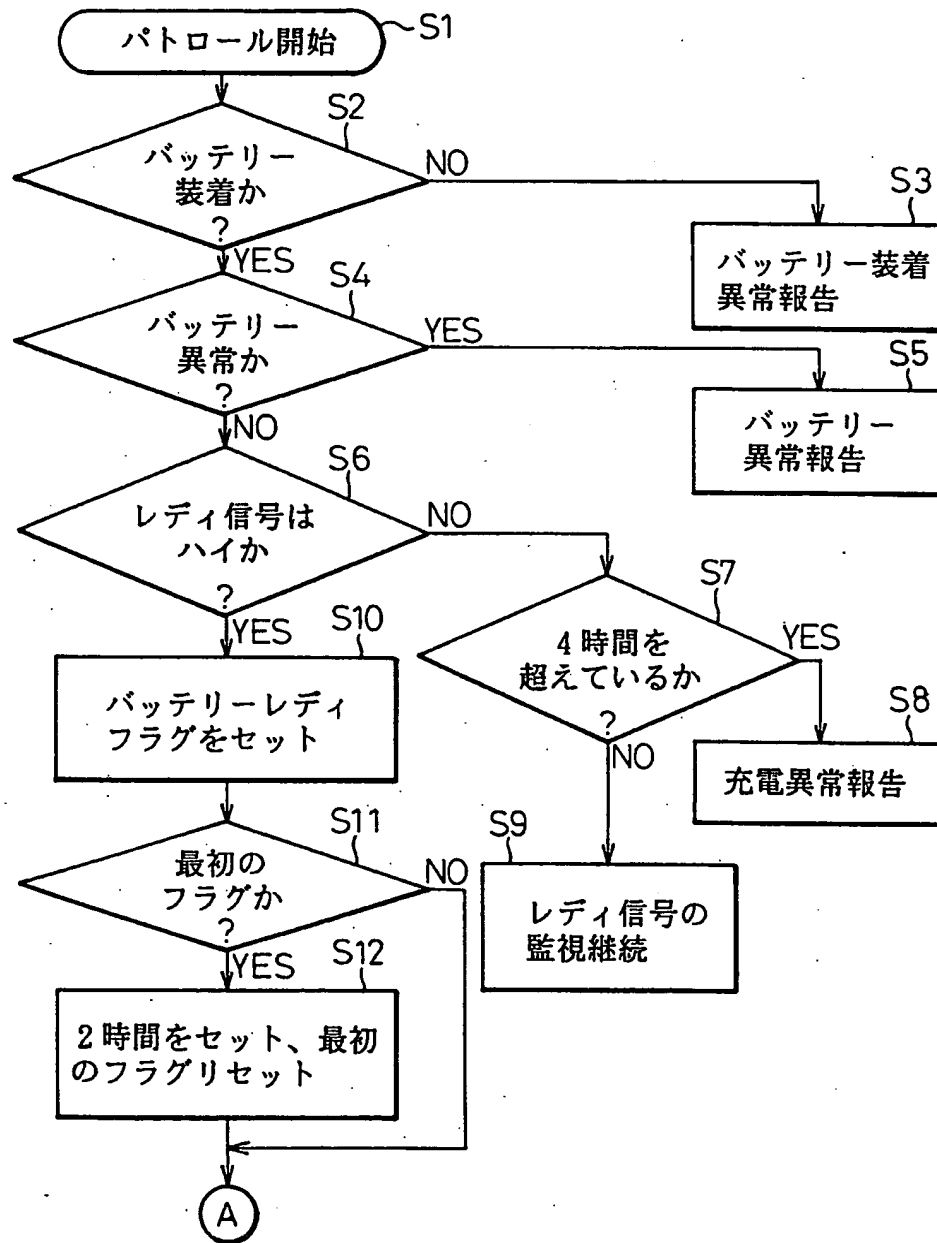 パトロール開始
S1
S2
バッテリー
装着か
?
NO
YES
S3
バッテリー装着
異常報告
S4
バッテリー
異常か
?
YES
NO
S5
バッテリー
異常報告
S6
レディ信号は
ハイか
?
NO
YES
S7
4時間を
超えているか
?
YES
NO
S8
充電異常報告
S9
レディ信号の
監視継続
S10
バッテリーレディ
フラグをセット
S11
最初の
フラグか
?
NO
YES
S12
2時間をセット、最初
のフラグリセット
A